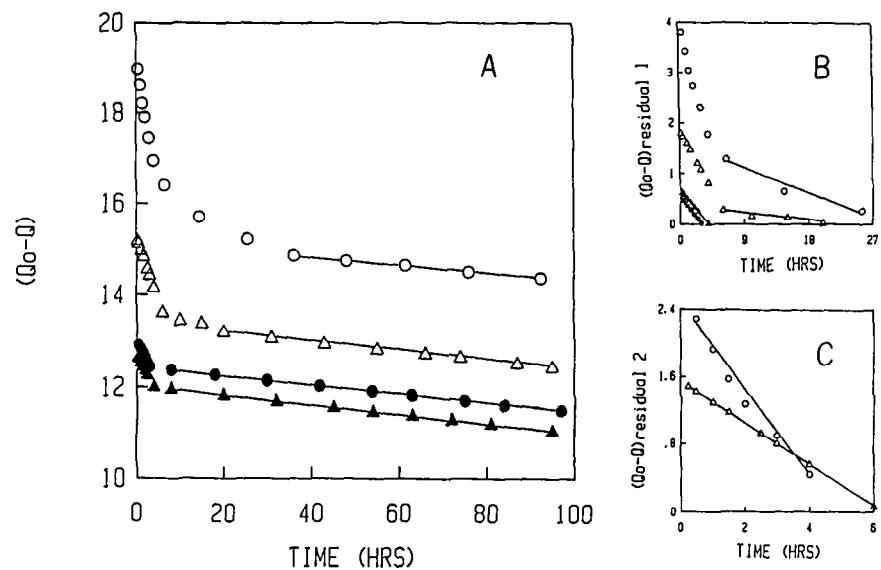 20
18
16
14
12
10
(Qo-Q)
A
0 20 40 60 80 100
TIME (HRS)
4
3
2
1
0
(Qo-Q)residual 1
B
0 9 18 27
TIME (HRS)
2.4
1.6
.8
0
(Qo-Q)residual 2
C
0 2 4 6
TIME (HRS)